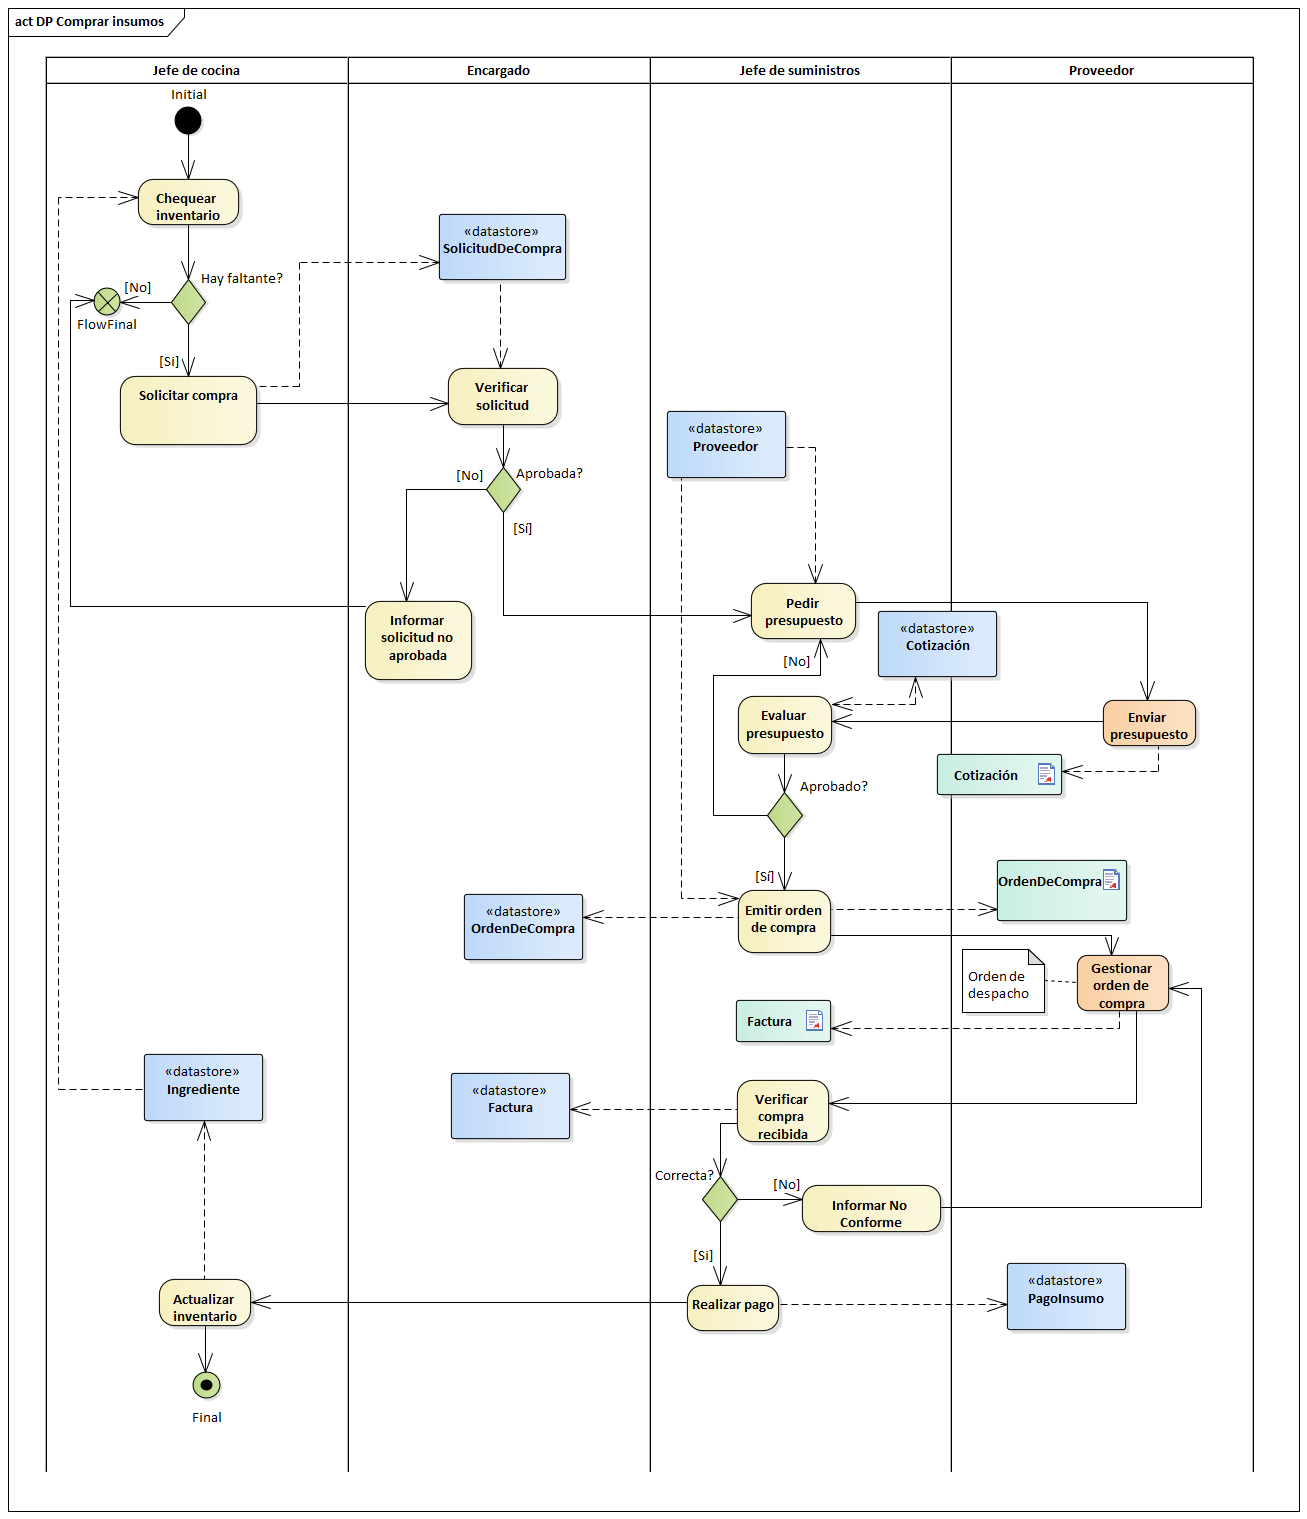 act DP Comprar insumos
Jefe de cocina
Encargado
Jefe de suministros
Proveedor
Initial
Chequear
inventario
«datastore»
SolicitudDeCompra
Hay faltante?
[No]
FlowFinal
[Si]
Solicitar compra
Verificar
solicitud
«datastore»
Proveedor
[No]
Aprobada?
[Sí]
Pedir
presupuesto
Informar
solicitud no
aprobada
«datastore»
Cotización
[No]
Evaluar
presupuesto
Enviar
presupuesto
Cotización
Aprobado?
[Sí]
OrdenDeCompra
Emitir orden
de compra
«datastore»
OrdenDeCompra
Orden de
despacho
Gestionar
orden de
compra
Factura
«datastore»
Ingrediente
«datastore»
Factura
Verificar
compra
recibida
Correcta?
[No]
Informar No
Conforme
[Si]
«datastore»
PagoInsumo
Actualizar
inventario
Realizar pago
Final